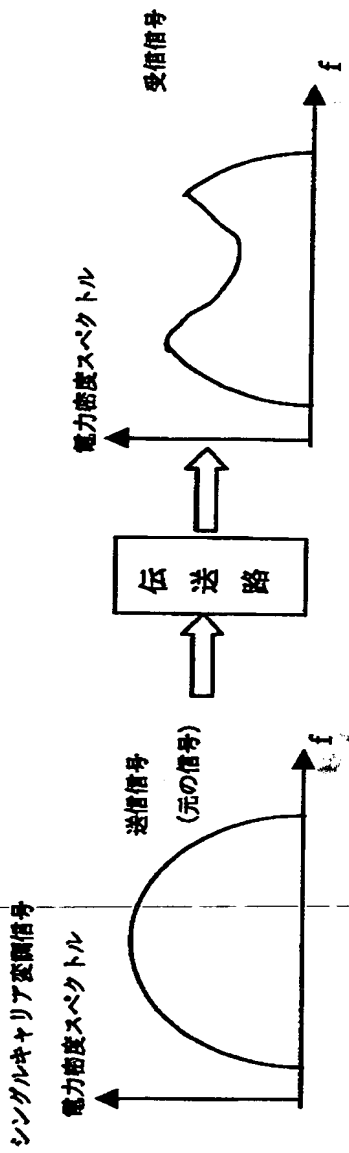 シングルキャリア変調信号
電力密度スペクトル
送信信号
(元の信号)
f
伝送路
電力密度スペクトル
受信信号
f